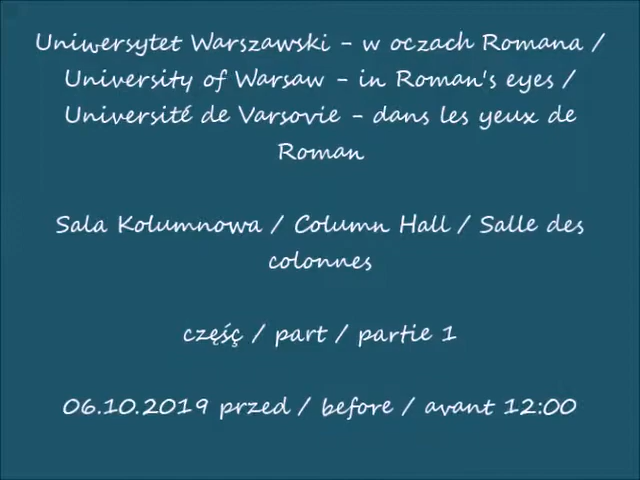 Uniwersytet Warszawski - w oczach Romana /
University of Warsaw - in Roman's eyes /
Université de Varsovie - dans les yeux de
Roman
Sala Kolumnowa / Column Hall / Salle des
colonnes
częśç / part / partie 1
06.10.2019 przed / before / avant 12:00